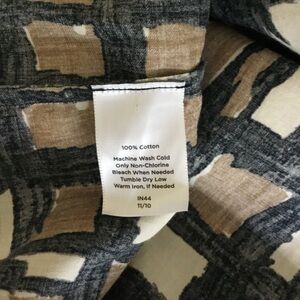 100% Cotton
Machine Wash Cold
Only Non-Chlorine
Bleach When Needed
Tumble Dry Low
Warm Iron, If Needed
IN44
11/10